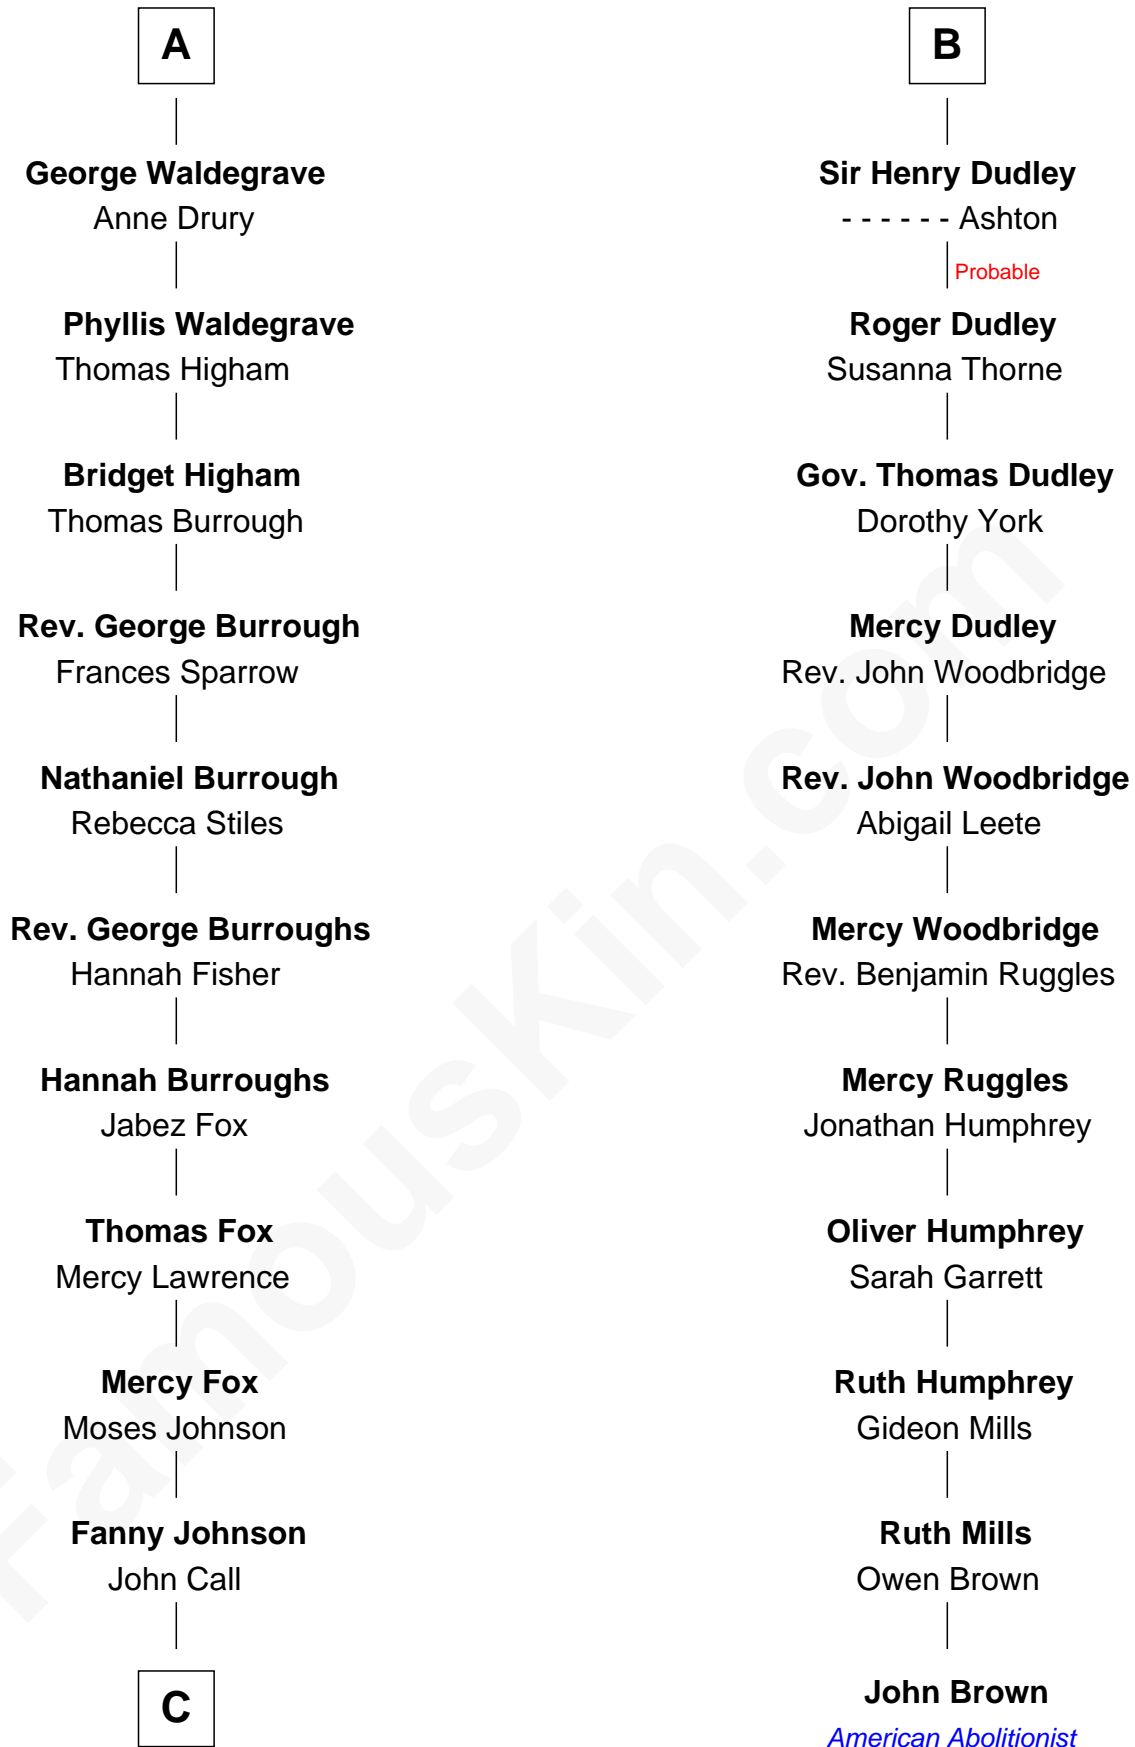 A
George Waldegrave
Anne Drury
Phyllis Waldegrave
Thomas Higham
Bridget Higham
Thomas Burrough
Rev. George Burrough
Frances Sparrow
Nathaniel Burrough
Rebecca Stiles
Rev. George Burroughs
Hannah Fisher
Hannah Burroughs
Jabez Fox
Thomas Fox
Mercy Lawrence
Mercy Fox
Moses Johnson
Fanny Johnson
John Call
C
B
Sir Henry Dudley
- - - - - - Ashton
Probable
Roger Dudley
Susanna Thorne
Gov. Thomas Dudley
Dorothy York
Mercy Dudley
Rev. John Woodbridge
Rev. John Woodbridge
Abigail Leete
Mercy Woodbridge
Rev. Benjamin Ruggles
Mercy Ruggles
Jonathan Humphrey
Oliver Humphrey
Sarah Garrett
Ruth Humphrey
Gideon Mills
Ruth Mills
Owen Brown
John Brown
American Abolitionist
FamousKin.com